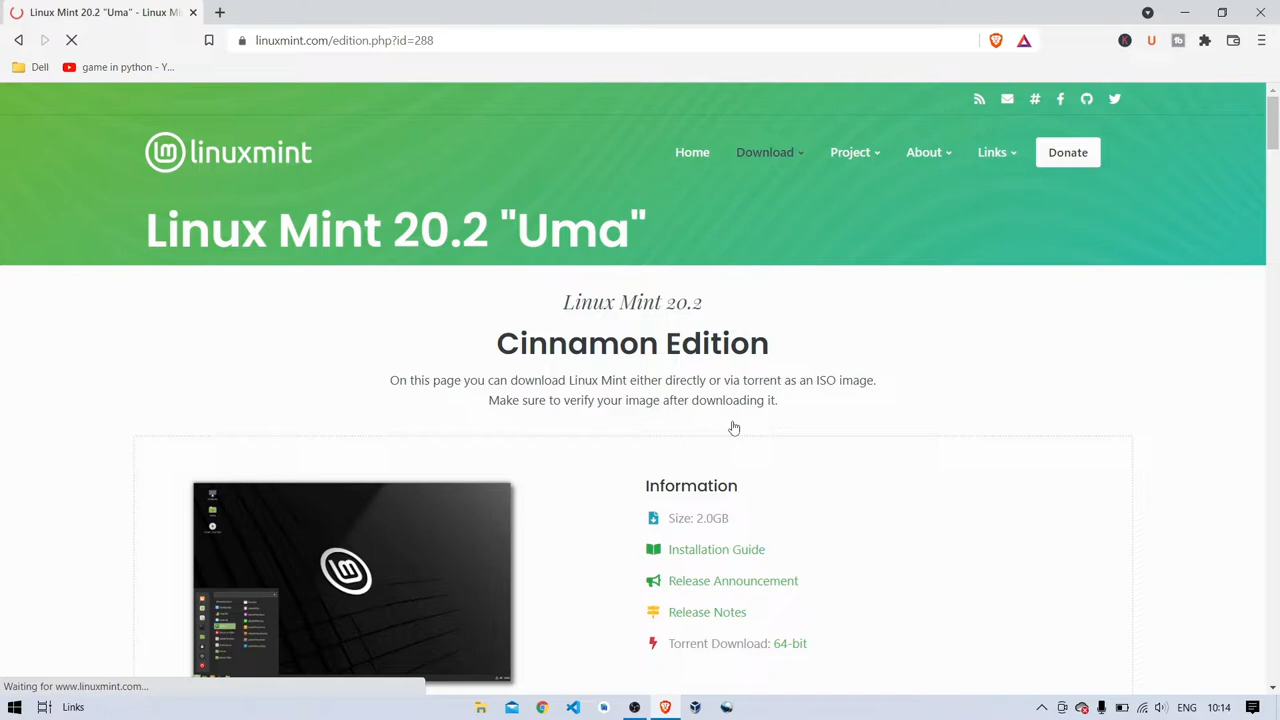 Linux Mint 20.2 "Uma" - Linux M
linuxmint.com/edition.php?id=288
Dell
game in python - Y...
linuxmint
Home
Download
Project
About
Links
Donate
Linux Mint 20.2 "Uma"
Linux Mint 20.2
Cinnamon Edition
On this page you can download Linux Mint either directly or via torrent as an ISO image.
Make sure to verify your image after downloading it.
Information
Size: 2.0GB
Installation Guide
Release Announcement
Release Notes
Torrent Download: 64-bit
Waiting for www.linuxmint.com...
Links
ENG
10:14